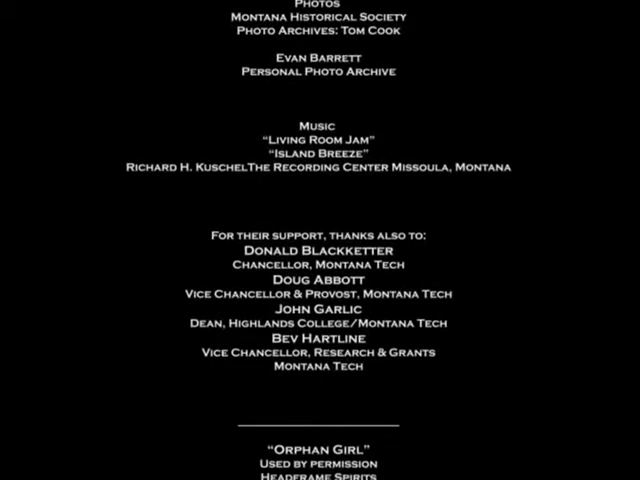 Photos
Montana Historical Society
Photo Archives: Tom Cook
Evan Barrett
Personal Photo Archive
Music
“Living Room Jam”
“Island Breeze”
Richard H. Kuschel The Recording Center Missoula, Montana
For their support, thanks also to:
Donald Blackketter
Chancellor, Montana Tech
Doug Abbott
Vice Chancellor & Provost, Montana Tech
John Garlic
Dean, Highlands College/Montana Tech
Bev Hartline
Vice Chancellor, Research & Grants
Montana Tech
“Orphan Girl”
Used by permission
Headframe Spirits